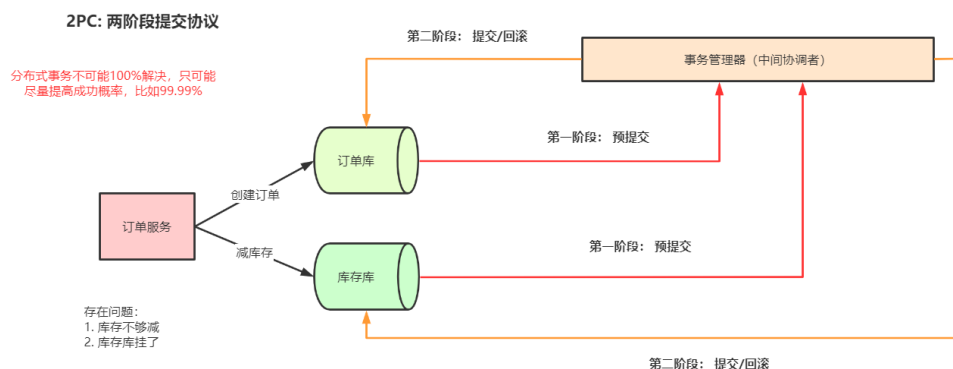 2PC: 两阶段提交协议
分布式事务不可能100%解决，只可能
尽量提高成功概率，比如99.99%
第二阶段： 提交/回滚
事务管理器（中间协调者）
第一阶段： 预提交
订单库
创建订单
订单服务
减库存
第一阶段： 预提交
库存库
存在问题：
1. 库存不够减
2. 库存库挂了
第二阶段： 提交/回滚